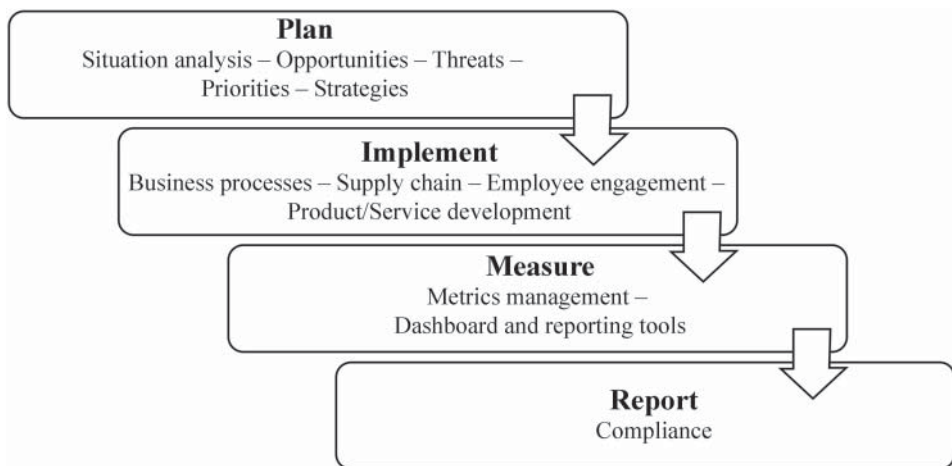 Plan
Situation analysis – Opportunities – Threats –
Priorities – Strategies
Implement
Business processes – Supply chain – Employee engagement –
Product/Service development
Measure
Metrics management –
Dashboard and reporting tools
Report
Compliance